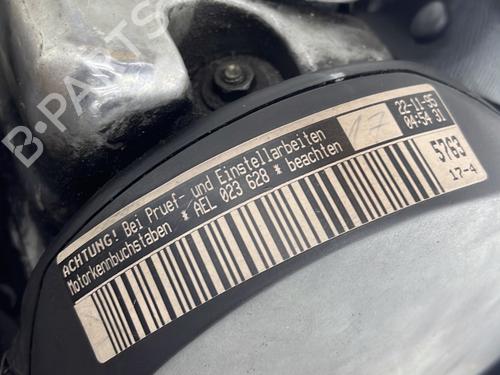 B-PARTS
ACHTUNG! Bei Pruef- und Einstellarbeiten
Motorkennbuchstaben * AEL 023 628 * beachten
17
22-11-95
04:54 31
5763
17-4